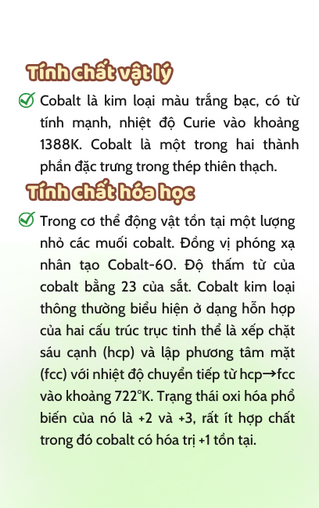 Tính chất vật lý
Cobalt là kim loại màu trắng bạc, có từ
tính mạnh, nhiệt độ Curie vào khoảng
1388K. Cobalt là một trong hai thành
phần đặc trưng trong thép thiên thạch.
Tính chất hóa học
Trong cơ thể động vật tồn tại một lượng
nhỏ các muối cobalt. Đồng vị phóng xạ
nhân tạo Cobalt-60. Độ thấm từ của
cobalt bằng 23 của sắt. Cobalt kim loại
thông thường biểu hiện ở dạng hỗn hợp
của hai cấu trúc trục tinh thể là xếp chặt
sáu cạnh (hcp) và lập phương tâm mặt
(fcc) với nhiệt độ chuyển tiếp từ hcp→fcc
vào khoảng 722°K. Trạng thái oxi hóa phổ
biến của nó là +2 và +3, rất ít hợp chất
trong đó cobalt có hóa trị +1 tồn tại.